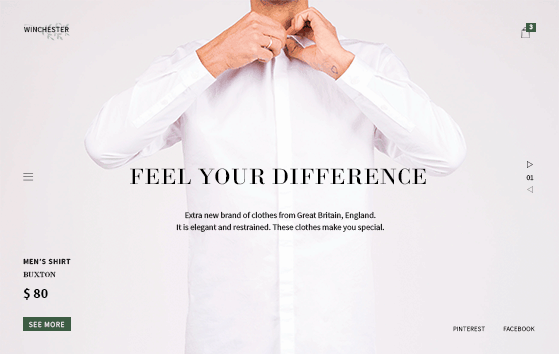 WINCHESTER
3
FEEL YOUR DIFFERENCE
01
Extra new brand of clothes from Great Britain, England.
It is elegant and restrained. These clothes make you special.
MEN'S SHIRT
BUXTON
$ 80
SEE MORE
PINTEREST
FACEBOOK